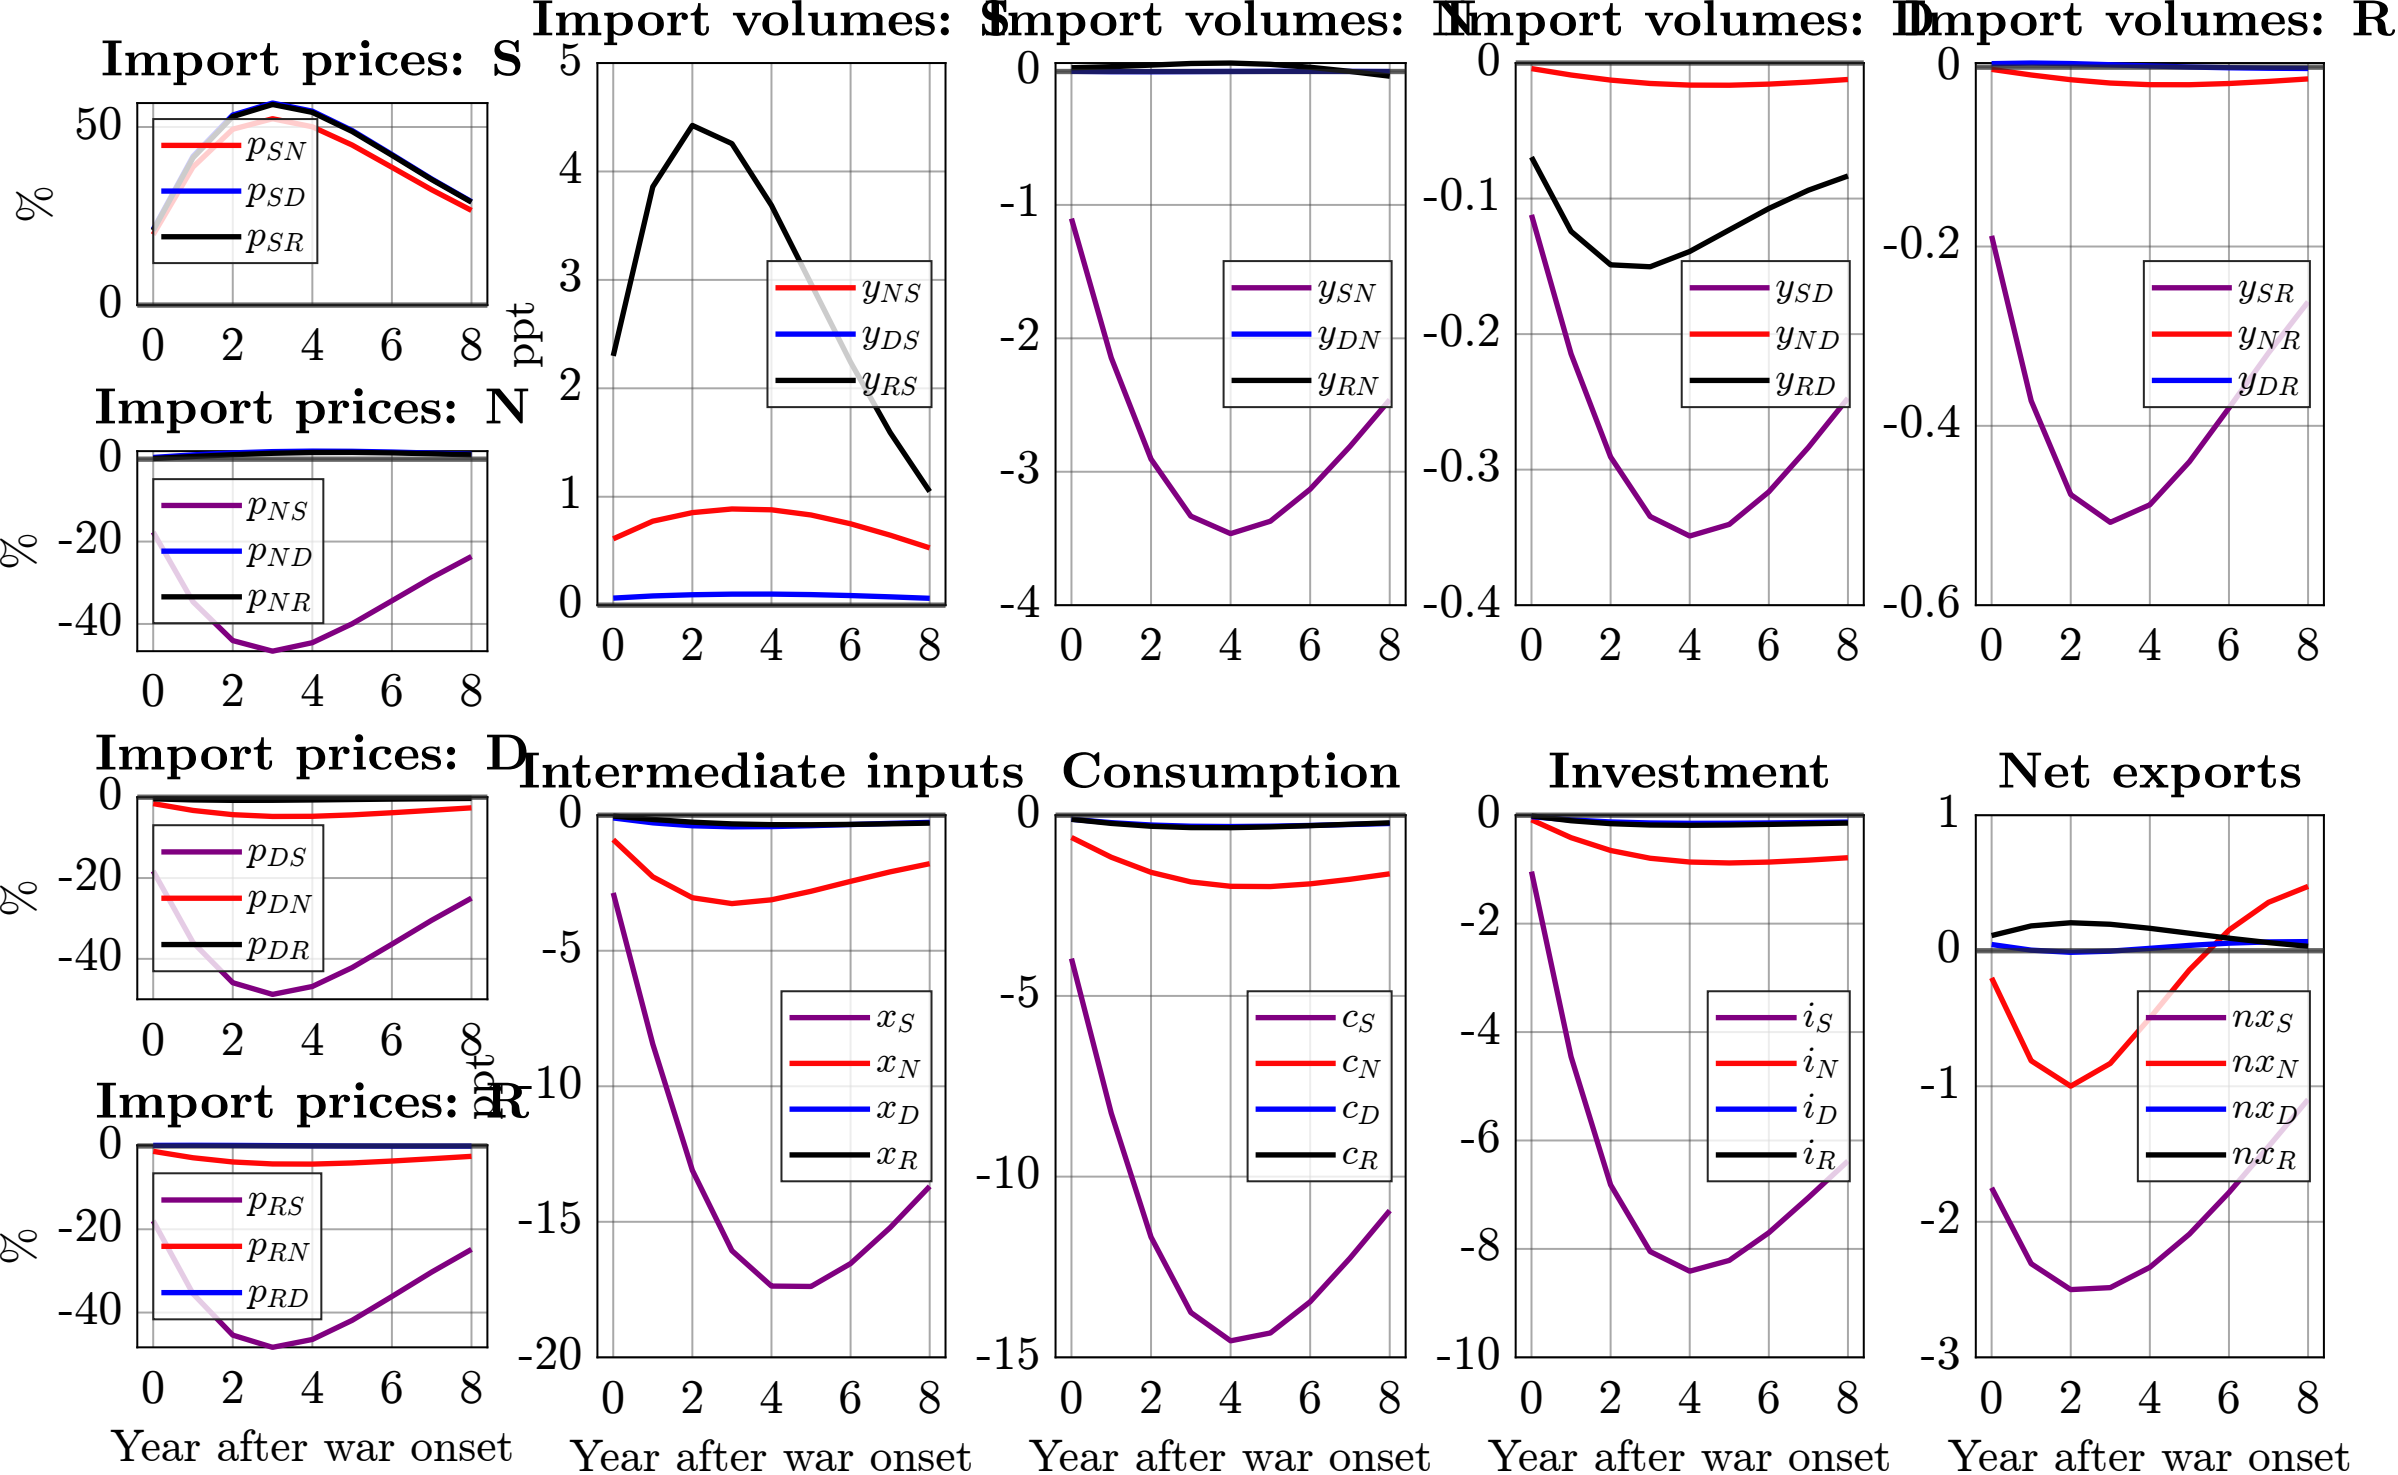 Import prices: S
%
50
0
p_SN
p_SD
p_SR
0 2 4 6 8
Import prices: N
%
0
-20
-40
p_NS
p_ND
p_NR
0 2 4 6 8
Import prices: D
%
0
-20
-40
p_DS
p_DN
p_DR
0 2 4 6 8
Import prices: R
%
0
-20
-40
p_RS
p_RN
p_RD
0 2 4 6 8
Year after war onset
Import volumes: S
ppt
5
4
3
2
1
0
y_NS
y_DS
y_RS
0 2 4 6 8
Import volumes: N
0
-1
-2
-3
-4
y_SN
y_DN
y_RN
0 2 4 6 8
Import volumes: D
0
-0.1
-0.2
-0.3
-0.4
y_SD
y_ND
y_RD
0 2 4 6 8
Import volumes: R
0
-0.2
-0.4
-0.6
y_SR
y_NR
y_DR
0 2 4 6 8
Intermediate inputs
ppt
0
-5
-10
-15
-20
x_S
x_N
x_D
x_R
0 2 4 6 8
Year after war onset
Consumption
0
-5
-10
-15
c_S
c_N
c_D
c_R
0 2 4 6 8
Year after war onset
Investment
0
-2
-4
-6
-8
-10
i_S
i_N
i_D
i_R
0 2 4 6 8
Year after war onset
Net exports
1
0
-1
-2
-3
nx_S
nx_N
nx_D
nx_R
0 2 4 6 8
Year after war onset